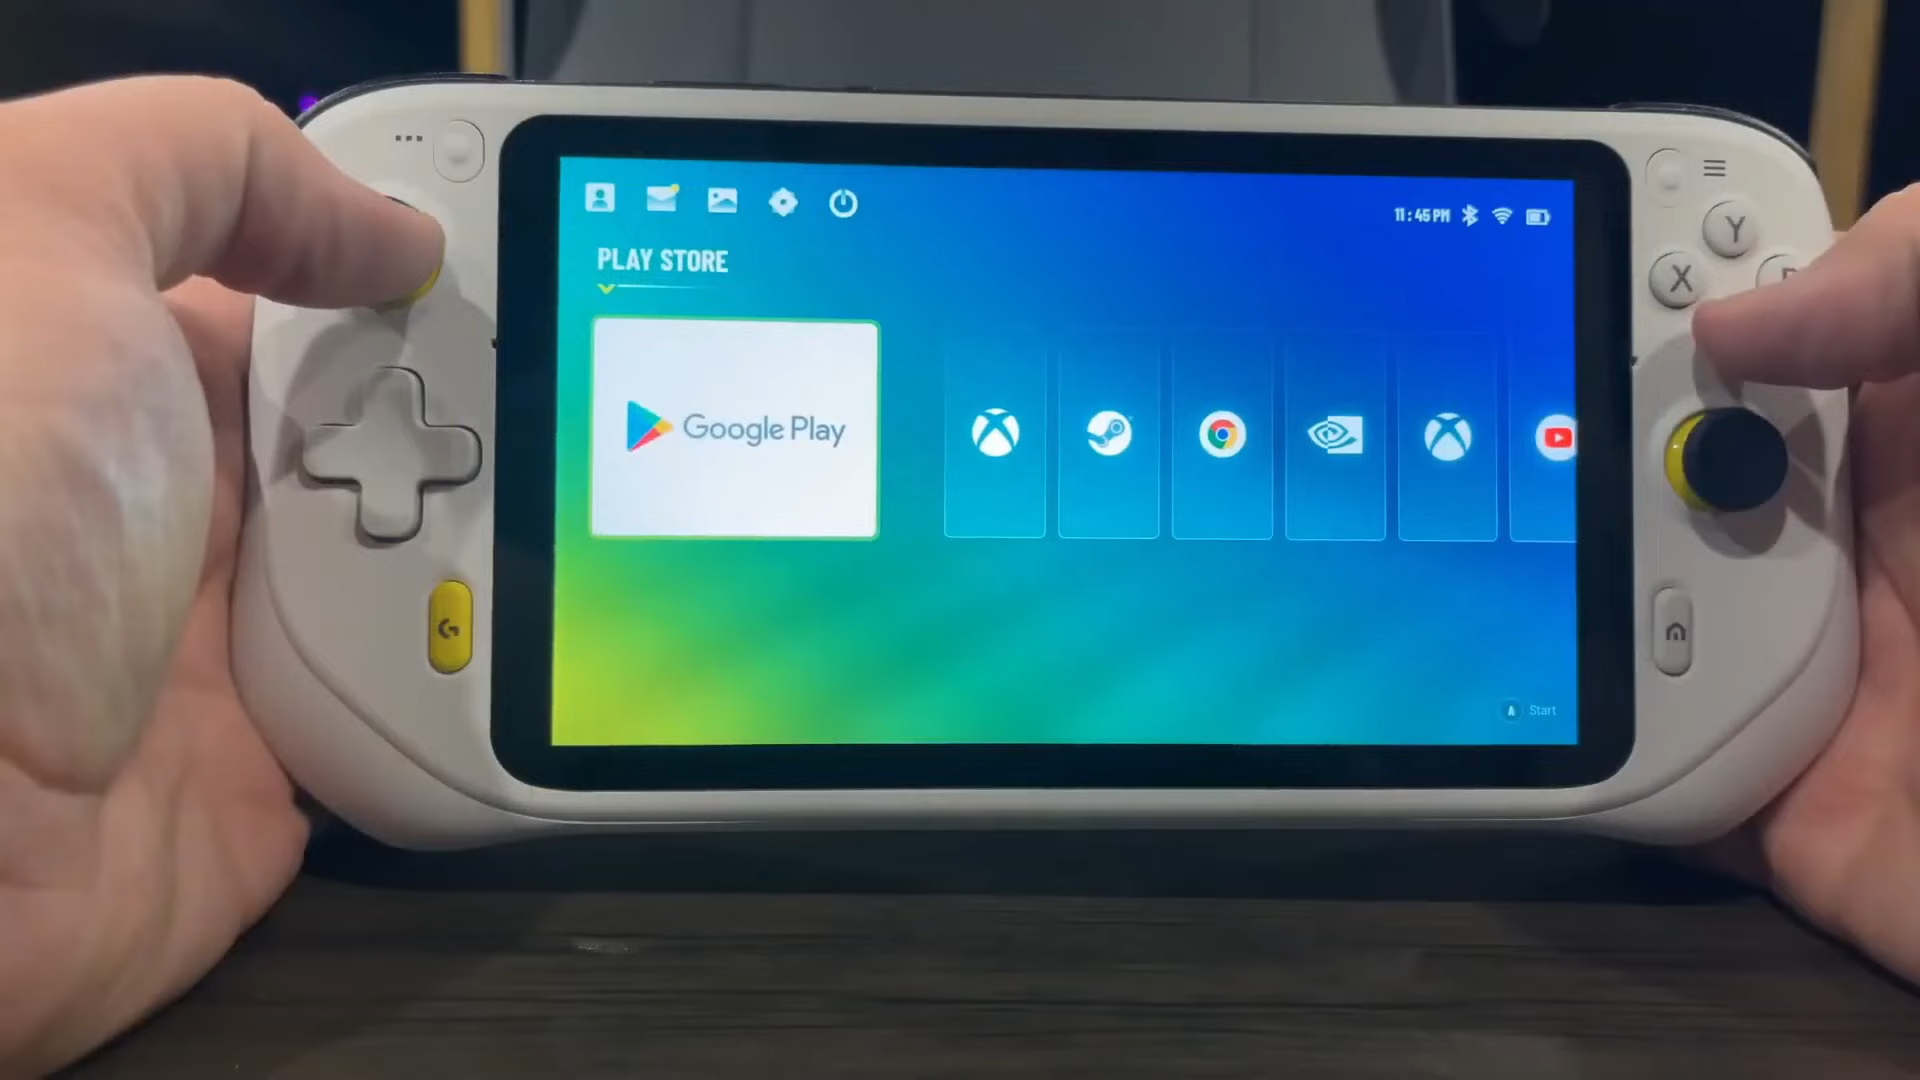 11:45 PM
PLAY STORE
Google Play
Start
A
Y
X
G